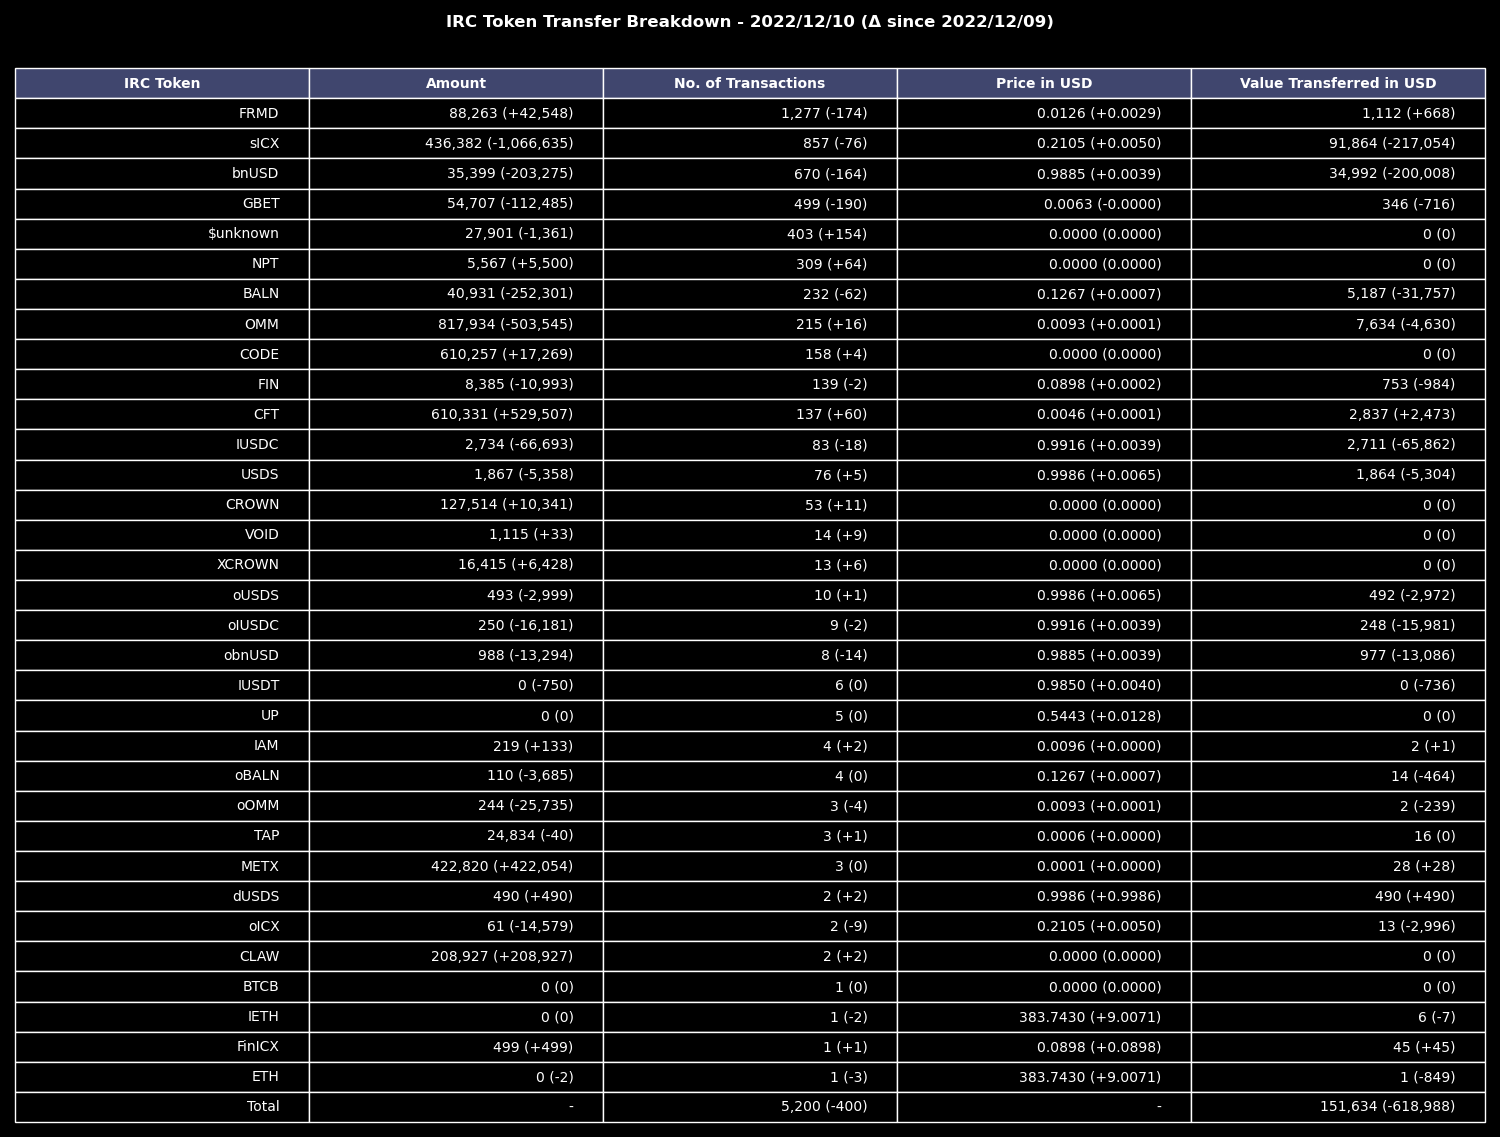 IRC Token Transfer Breakdown - 2022/12/10 (Δ since 2022/12/09)
IRC Token Amount No. of Transactions Price in USD Value Transferred in USD
FRMD 88,263 (+42,548) 1,277 (-174) 0.0126 (+0.0029) 1,112 (+668)
sICX 436,382 (-1,066,635) 857 (-76) 0.2105 (+0.0050) 91,864 (-217,054)
bnUSD 35,399 (-203,275) 670 (-164) 0.9885 (+0.0039) 34,992 (-200,008)
GBET 54,707 (-112,485) 499 (-190) 0.0063 (-0.0000) 346 (-716)
$unknown 27,901 (-1,361) 403 (+154) 0.0000 (0.0000) 0 (0)
NPT 5,567 (+5,500) 309 (+64) 0.0000 (0.0000) 0 (0)
BALN 40,931 (-252,301) 232 (-62) 0.1267 (+0.0007) 5,187 (-31,757)
OMM 817,934 (-503,545) 215 (+16) 0.0093 (+0.0001) 7,634 (-4,630)
CODE 610,257 (+17,269) 158 (+4) 0.0000 (0.0000) 0 (0)
FIN 8,385 (-10,993) 139 (-2) 0.0898 (+0.0002) 753 (-984)
CFT 610,331 (+529,507) 137 (+60) 0.0046 (+0.0001) 2,837 (+2,473)
IUSDC 2,734 (-66,693) 83 (-18) 0.9916 (+0.0039) 2,711 (-65,862)
USDS 1,867 (-5,358) 76 (+5) 0.9986 (+0.0065) 1,864 (-5,304)
CROWN 127,514 (+10,341) 53 (+11) 0.0000 (0.0000) 0 (0)
VOID 1,115 (+33) 14 (+9) 0.0000 (0.0000) 0 (0)
XCROWN 16,415 (+6,428) 13 (+6) 0.0000 (0.0000) 0 (0)
oUSDS 493 (-2,999) 10 (+1) 0.9986 (+0.0065) 492 (-2,972)
oIUSDC 250 (-16,181) 9 (-2) 0.9916 (+0.0039) 248 (-15,981)
obnUSD 988 (-13,294) 8 (-14) 0.9885 (+0.0039) 977 (-13,086)
IUSDT 0 (-750) 6 (0) 0.9850 (+0.0040) 0 (-736)
UP 0 (0) 5 (0) 0.5443 (+0.0128) 0 (0)
IAM 219 (+133) 4 (+2) 0.0096 (+0.0000) 2 (+1)
oBALN 110 (-3,685) 4 (0) 0.1267 (+0.0007) 14 (-464)
oOMM 244 (-25,735) 3 (-4) 0.0093 (+0.0001) 2 (-239)
TAP 24,834 (-40) 3 (+1) 0.0006 (+0.0000) 16 (0)
METX 422,820 (+422,054) 3 (0) 0.0001 (+0.0000) 28 (+28)
dUSDS 490 (+490) 2 (+2) 0.9986 (+0.9986) 490 (+490)
oICX 61 (-14,579) 2 (-9) 0.2105 (+0.0050) 13 (-2,996)
CLAW 208,927 (+208,927) 2 (+2) 0.0000 (0.0000) 0 (0)
BTCB 0 (0) 1 (0) 0.0000 (0.0000) 0 (0)
IETH 0 (0) 1 (-2) 383.7430 (+9.0071) 6 (-7)
FinICX 499 (+499) 1 (+1) 0.0898 (+0.0898) 45 (+45)
ETH 0 (-2) 1 (-3) 383.7430 (+9.0071) 1 (-849)
Total - 5,200 (-400) - 151,634 (-618,988)